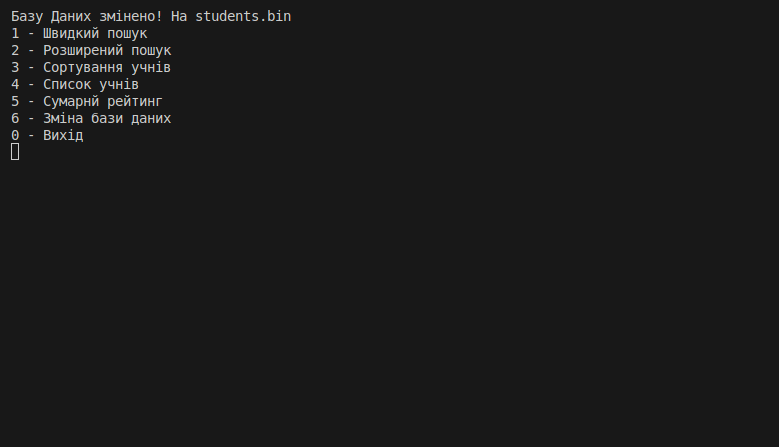 Базу Даних змінено! На students.bin
1 - Швидкий пошук
2 - Розширений пошук
3 - Сортування учнів
4 - Список учнів
5 - Сумарнй рейтинг
6 - Зміна бази даних
0 - Вихід